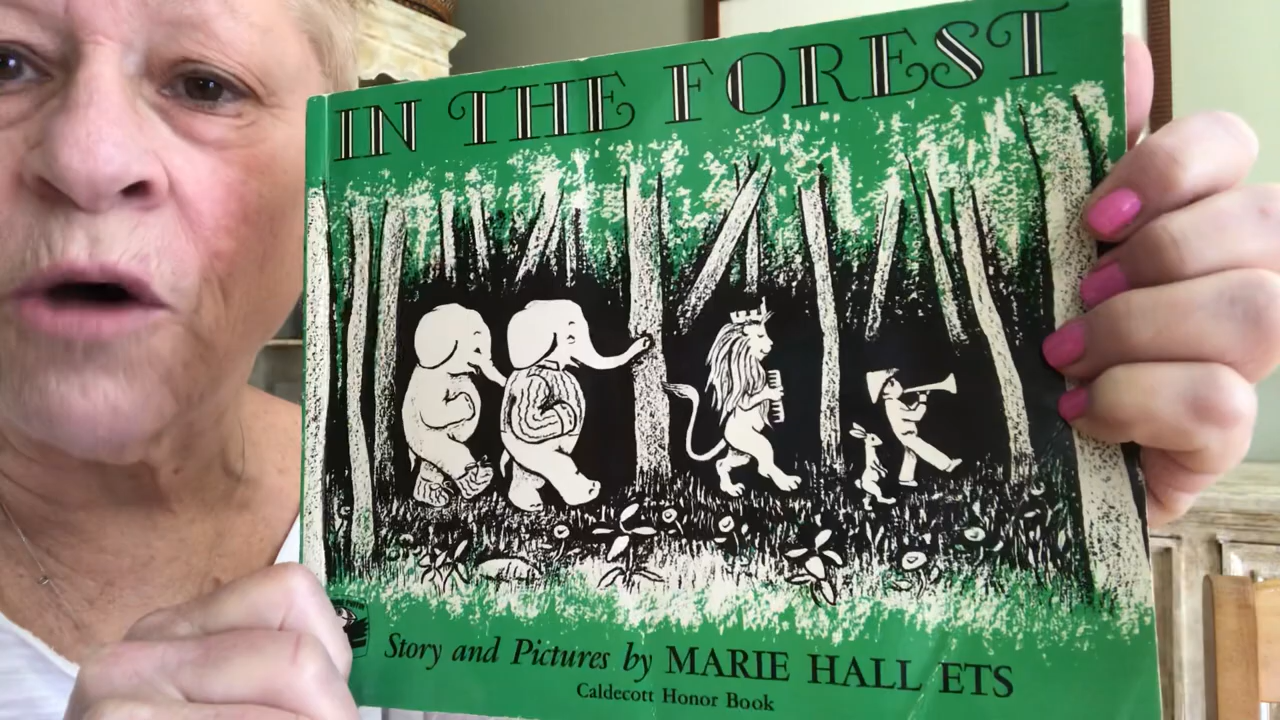 IN THE FOREST
Story and Pictures by MARIE HALL ETS
Caldecott Honor Book